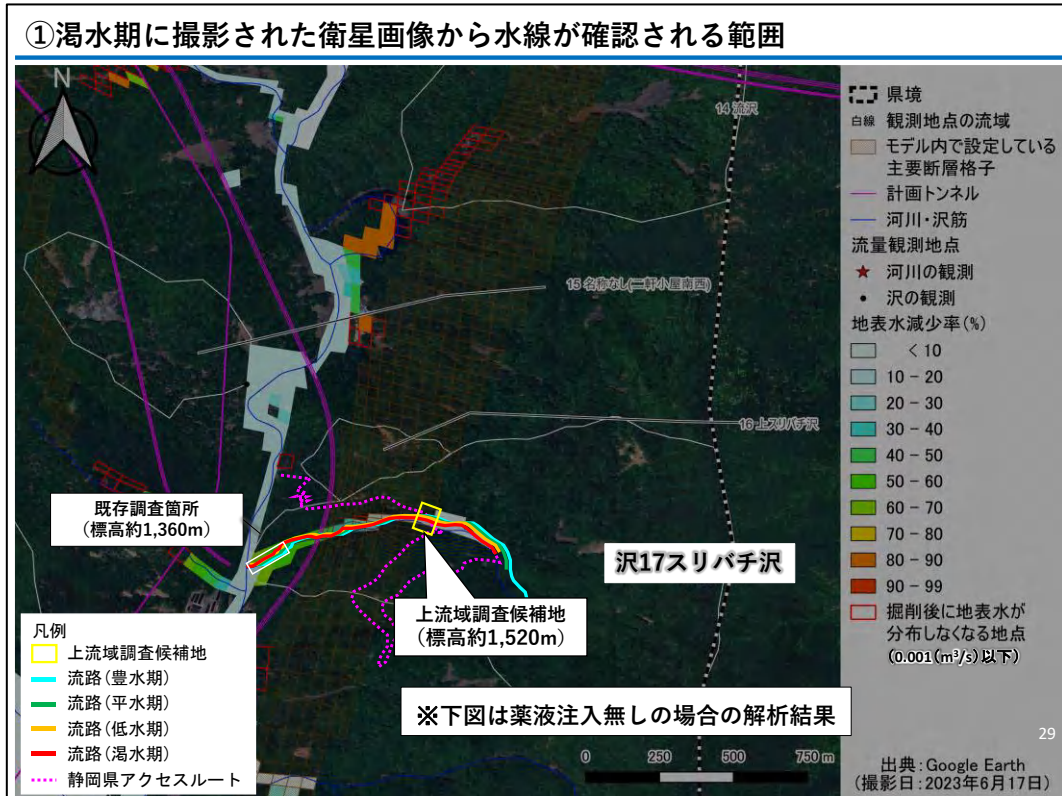 ①渇水期に撮影された衛星画像から水線が確認される範囲
N
14 流沢
15 名称なし(二軒小屋南西)
16 上スリバチ沢
既存調査箇所
(標高約1,360m)
沢17スリバチ沢
上流域調査候補地
(標高約1,520m)
※下図は薬液注入無しの場合の解析結果
凡例
上流域調査候補地
流路(豊水期)
流路(平水期)
流路(低水期)
流路(渇水期)
静岡県アクセスルート
0 250 500 750 m
県境
白線 観測地点の流域
モデル内で設定している
主要断層格子
計画トンネル
河川・沢筋
流量観測地点
河川の観測
沢の観測
地表水減少率(%)
< 10
10 - 20
20 - 30
30 - 40
40 - 50
50 - 60
60 - 70
70 - 80
80 - 90
90 - 99
掘削後に地表水が
分布しなくなる地点
(0.001(m³/s)以下)
29
出典:Google Earth
(撮影日:2023年6月17日)